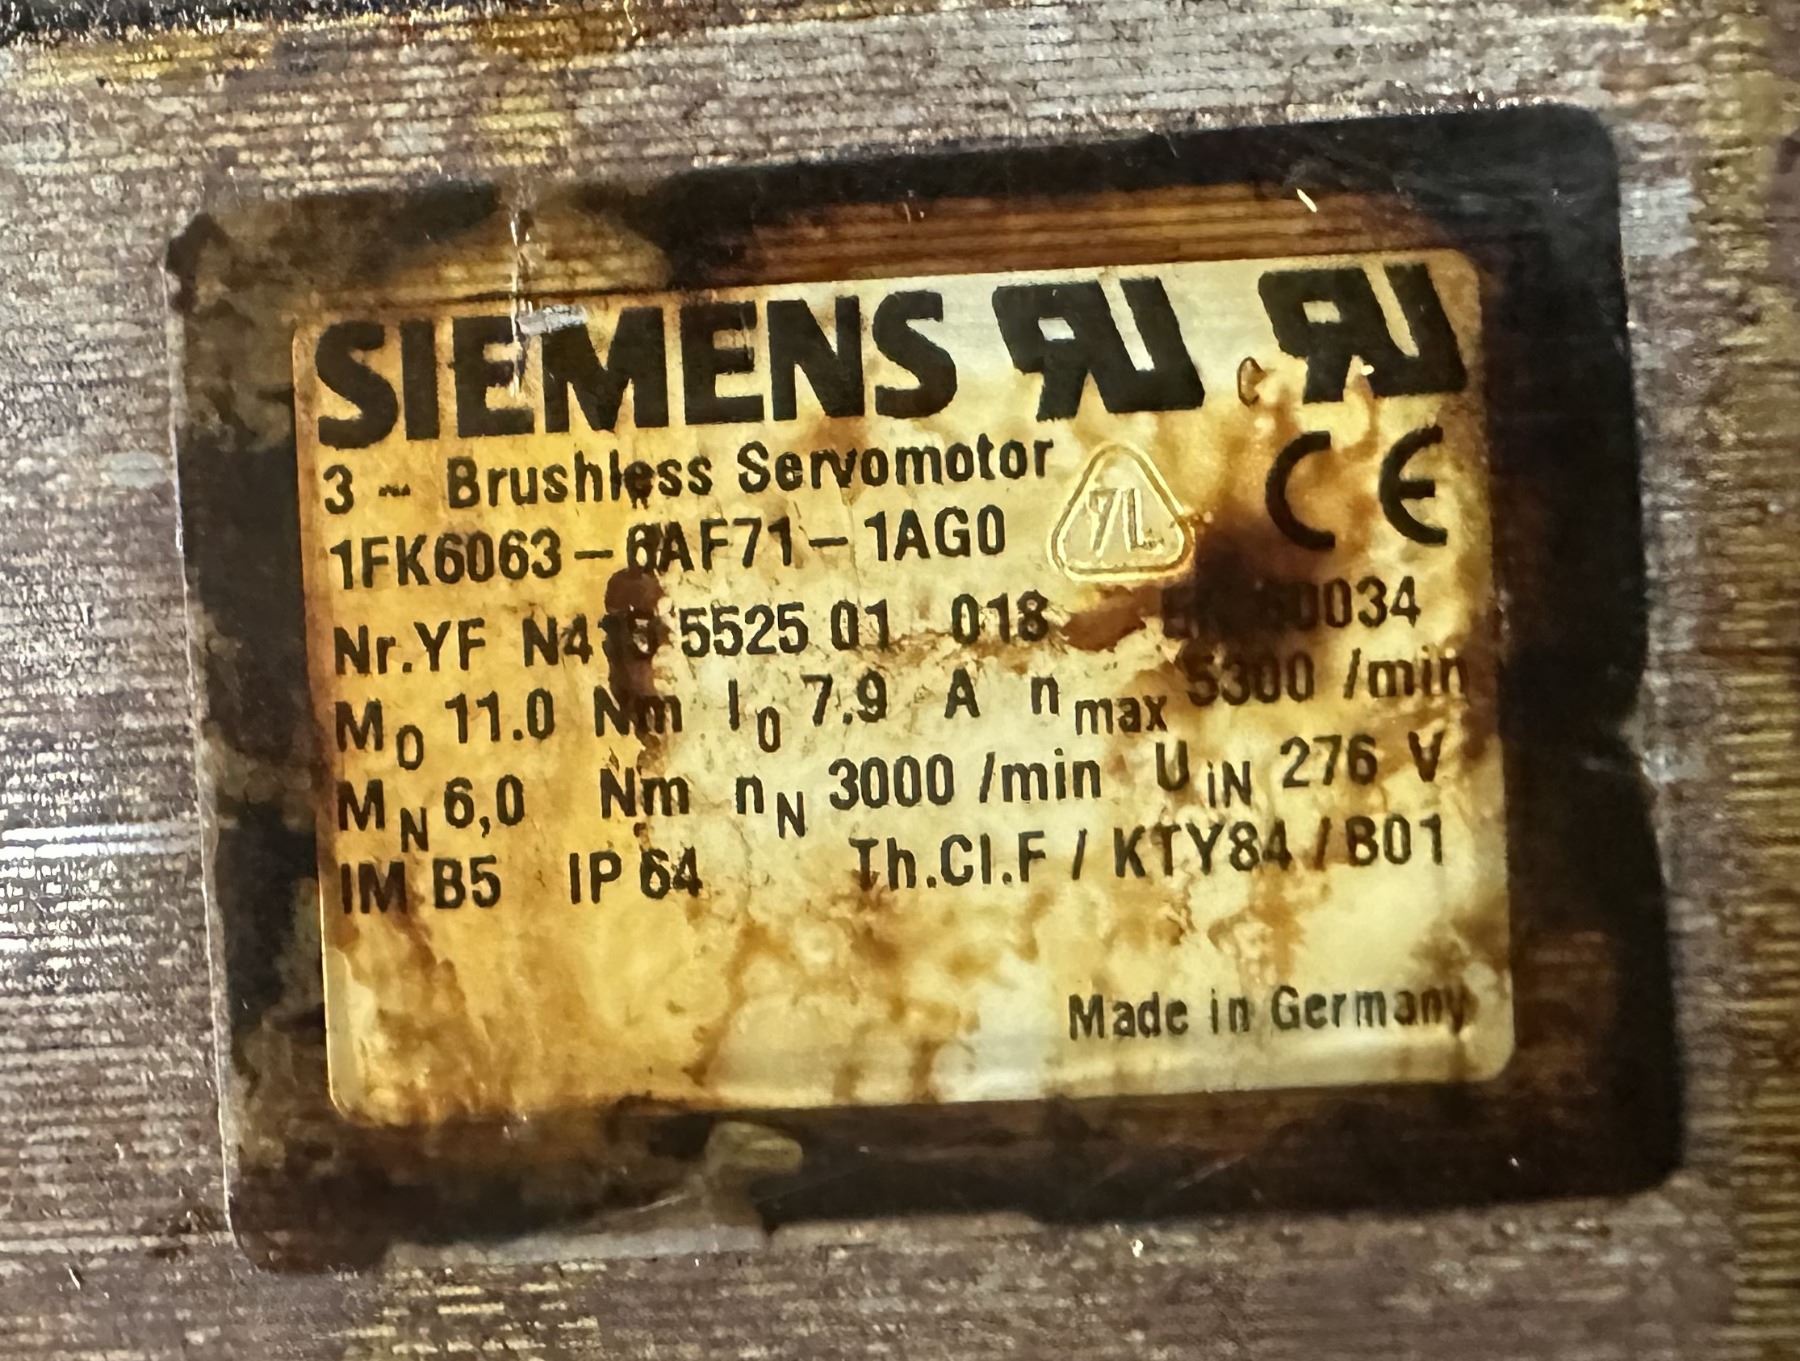 SIEMENS
3 ~ Brushless Servomotor
1FK6063-6AF71-1AG0
Nr.YF 5525 01 018
M0 11.0 Nm I0 7.9 A nmax 5300 /min
MN 6,0 Nm nN 3000 /min UiN 276 V
IM B5 IP 64 Th.Cl.F / KTY84 / B01
Made in Germany